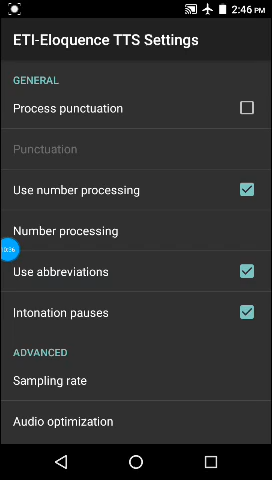 2:46 PM
ETI-Eloquence TTS Settings
GENERAL
Process punctuation
Punctuation
Use number processing
Number processing
Use abbreviations
Intonation pauses
ADVANCED
Sampling rate
Audio optimization